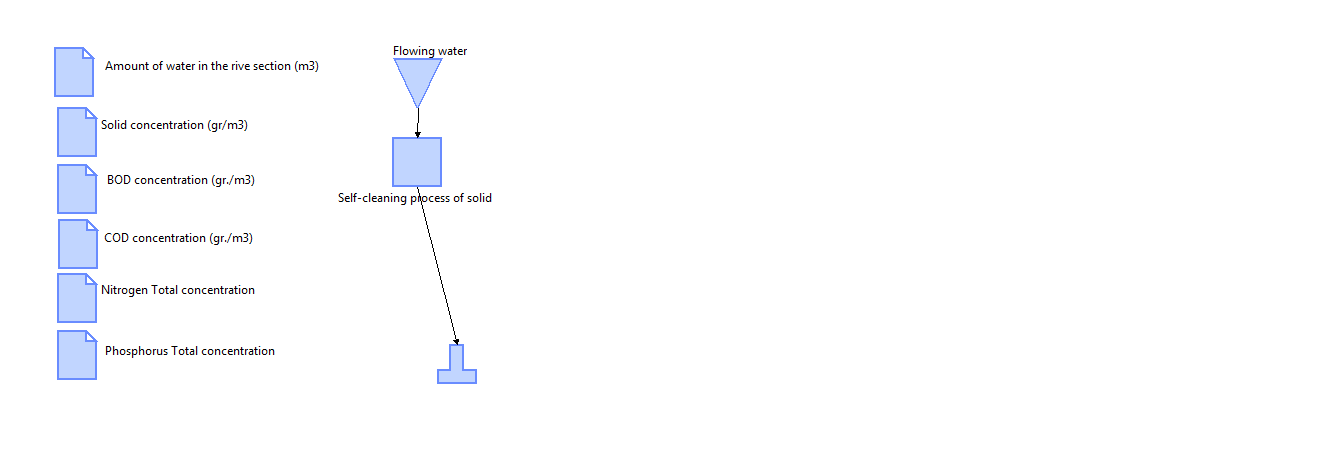 Flowing water
Amount of water in the rive section (m3)
Solid concentration (gr/m3)
BOD concentration (gr./m3)
Self-cleaning process of solid
COD concentration (gr./m3)
Nitrogen Total concentration
Phosphorus Total concentration